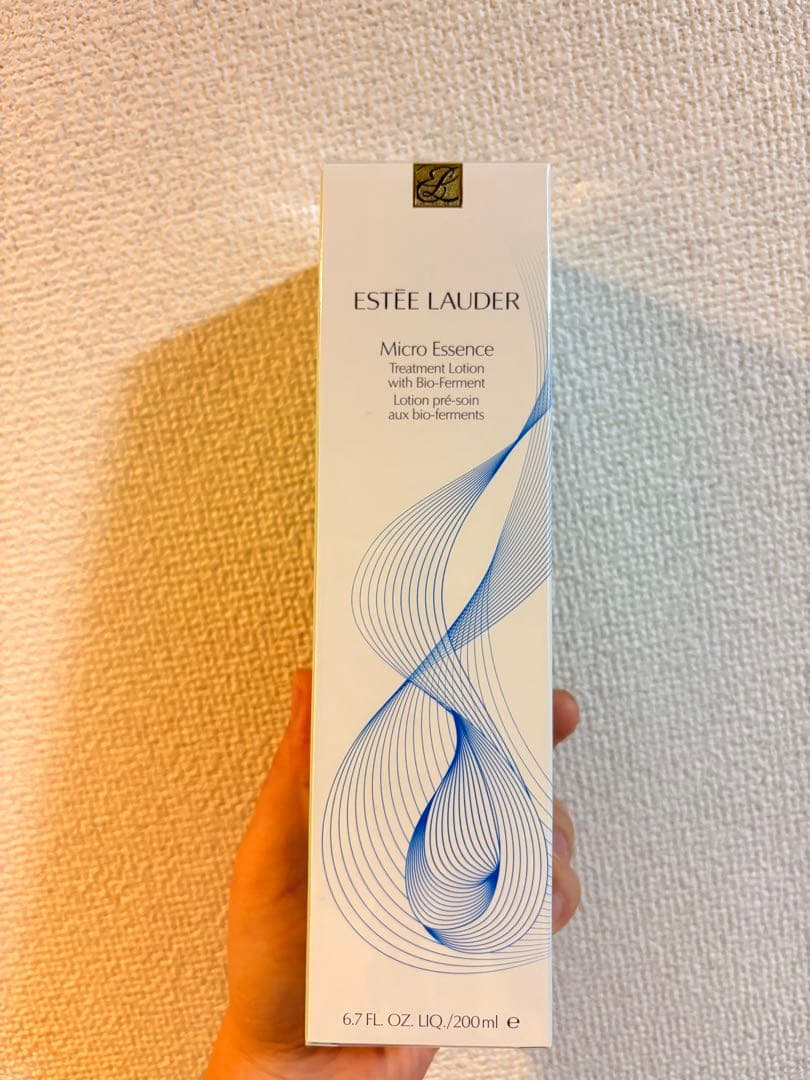 EL
ESTĒE LAUDER
Micro Essence
Treatment Lotion
with Bio-Ferment
Lotion pré-soin
aux bio-ferments
6.7 FL. OZ. LIQ./200ml e